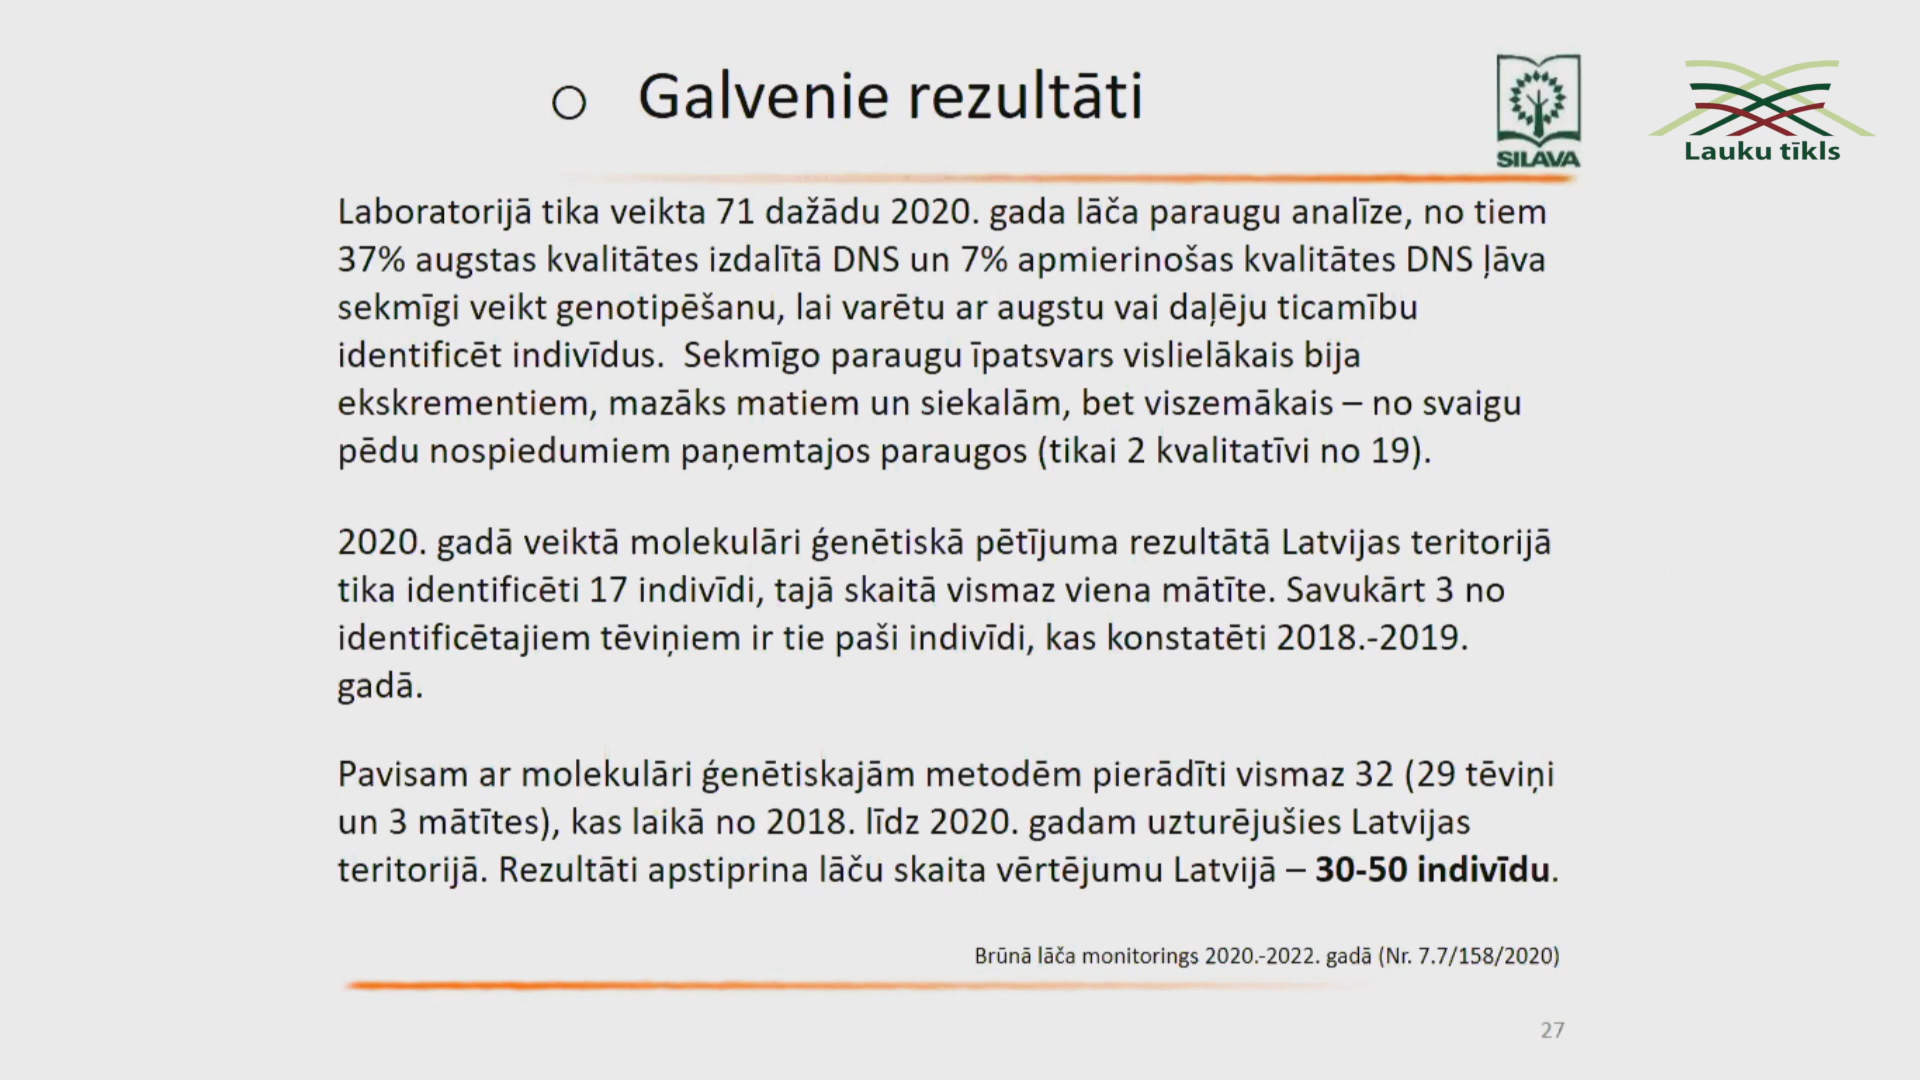 ○ Galvenie rezultāti
SILAVA
Lauku tīkls
Laboratorijā tika veikta 71 dažādu 2020. gada lāča paraugu analīze, no tiem
37% augstas kvalitātes izdalītā DNS un 7% apmierinošas kvalitātes DNS ļāva
sekmīgi veikt genotipēšanu, lai varētu ar augstu vai daļēju ticamību
identificēt indivīdus.  Sekmīgo paraugu īpatsvars vislielākais bija
ekskrementiem, mazāks matiem un siekalām, bet viszemākais – no svaigu
pēdu nospiedumiem paņemtajos paraugos (tikai 2 kvalitatīvi no 19).
2020. gadā veiktā molekulāri ģenētiskā pētījuma rezultātā Latvijas teritorijā
tika identificēti 17 indivīdi, tajā skaitā vismaz viena mātīte. Savukārt 3 no
identificētajiem tēviņiem ir tie paši indivīdi, kas konstatēti 2018.-2019.
gadā.
Pavisam ar molekulāri ģenētiskajām metodēm pierādīti vismaz 32 (29 tēviņi
un 3 mātītes), kas laikā no 2018. līdz 2020. gadam uzturējušies Latvijas
teritorijā. Rezultāti apstiprina lāču skaita vērtējumu Latvijā – 30-50 indivīdu.
Brūnā lāča monitorings 2020.-2022. gadā (Nr. 7.7/158/2020)
27